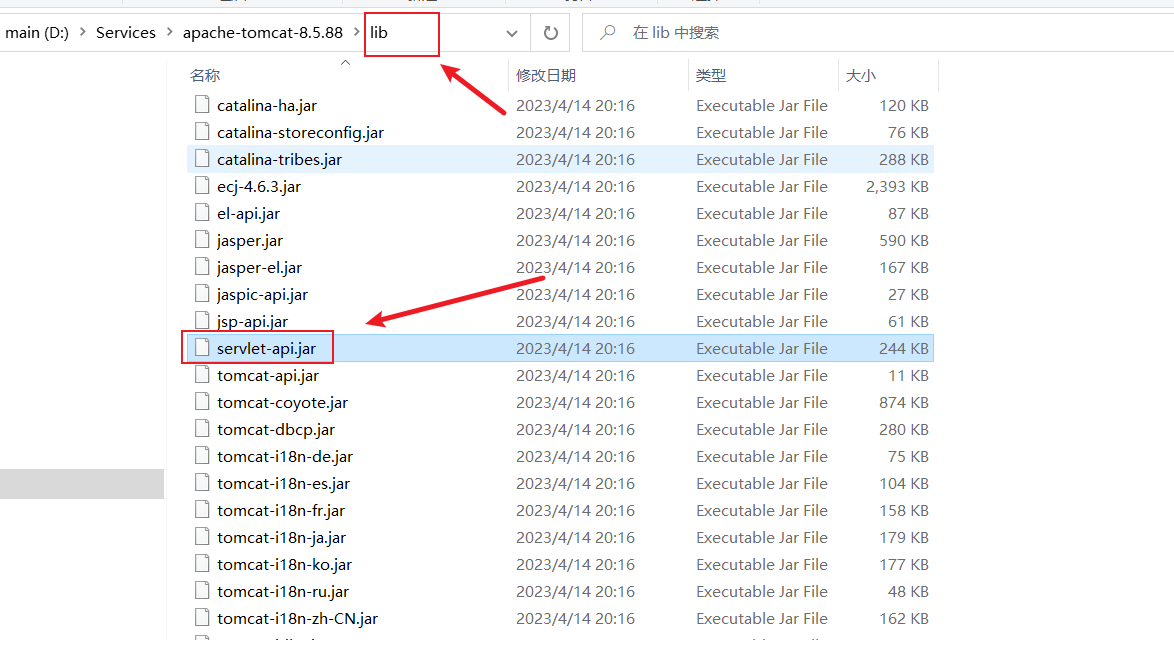 main (D:) > Services > apache-tomcat-8.5.88 > lib 在 lib 中搜索
名称 修改日期 类型 大小
catalina-ha.jar 2023/4/14 20:16 Executable Jar File 120 KB
catalina-storeconfig.jar 2023/4/14 20:16 Executable Jar File 76 KB
catalina-tribes.jar 2023/4/14 20:16 Executable Jar File 288 KB
ecj-4.6.3.jar 2023/4/14 20:16 Executable Jar File 2,393 KB
el-api.jar 2023/4/14 20:16 Executable Jar File 87 KB
jasper.jar 2023/4/14 20:16 Executable Jar File 590 KB
jasper-el.jar 2023/4/14 20:16 Executable Jar File 167 KB
jaspic-api.jar 2023/4/14 20:16 Executable Jar File 27 KB
jsp-api.jar 2023/4/14 20:16 Executable Jar File 61 KB
servlet-api.jar 2023/4/14 20:16 Executable Jar File 244 KB
tomcat-api.jar 2023/4/14 20:16 Executable Jar File 11 KB
tomcat-coyote.jar 2023/4/14 20:16 Executable Jar File 874 KB
tomcat-dbcp.jar 2023/4/14 20:16 Executable Jar File 280 KB
tomcat-i18n-de.jar 2023/4/14 20:16 Executable Jar File 75 KB
tomcat-i18n-es.jar 2023/4/14 20:16 Executable Jar File 104 KB
tomcat-i18n-fr.jar 2023/4/14 20:16 Executable Jar File 158 KB
tomcat-i18n-ja.jar 2023/4/14 20:16 Executable Jar File 179 KB
tomcat-i18n-ko.jar 2023/4/14 20:16 Executable Jar File 177 KB
tomcat-i18n-ru.jar 2023/4/14 20:16 Executable Jar File 48 KB
tomcat-i18n-zh-CN.jar 2023/4/14 20:16 Executable Jar File 162 KB